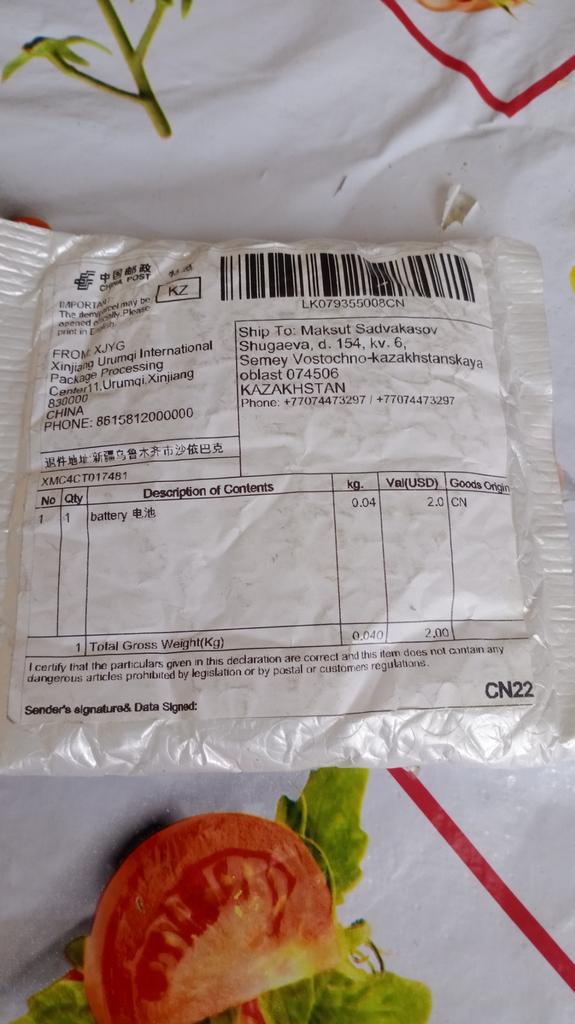 中国邮政
CHINA POST
KZ
IMPORTANT
The item/parcel may be
opened officially. Please
print in English.
LK079355008CN
FROM: XJYG
Xinjiang Urumqi International
Package Processing
Center11,Urumqi,Xinjiang
830000
CHINA
PHONE: 8615812000000
Ship To: Maksut Sadvakasov
Shugaeva, d. 154, kv. 6,
Semey Vostochno-kazakhstanskaya
oblast 074506
KAZAKHSTAN
Phone: +77074473297 / +77074473297
退件地址:新疆乌鲁木齐市沙依巴克
XMC4CT017481
No Qty Description of Contents kg. Val(USD) Goods Origin
1 1 battery 电池 0.04 2.0 CN
1 Total Gross Weight(Kg) 0.040 2.00
I certify that the particulars given in this declaration are correct and this item does not contain any
dangerous articles prohibited by legislation or by postal or customers regulations.
CN22
Sender's signature& Data Signed: